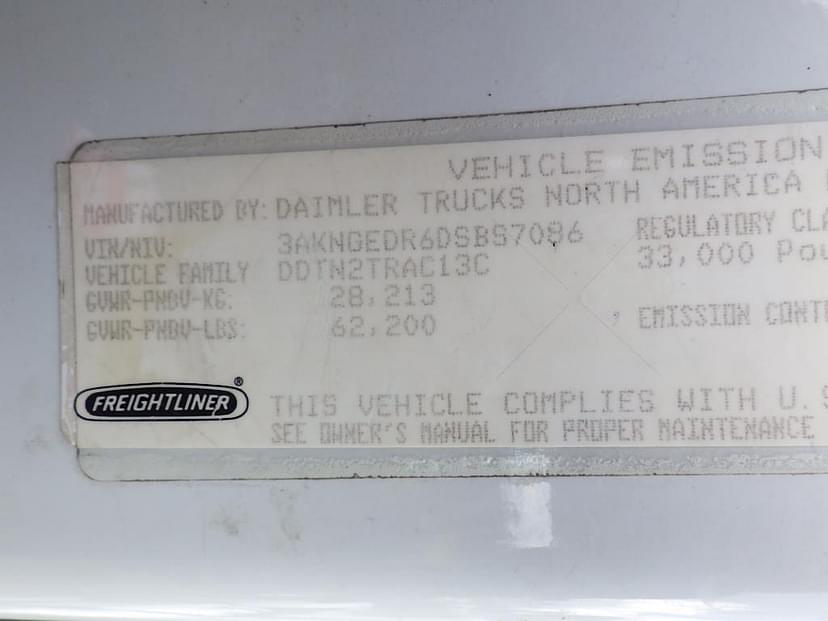 VEHICLE EMISSION
MANUFACTURED BY: DAIMLER TRUCKS NORTH AMERICA
VIN/NIV: 3AKNGEDR6DSBS7086
REGULATORY CLA
VEHICLE FAMILY DDTN2TRAC13C
33,000 Pou
GVWR-PNBV-KG: 28,213
GVWR-PNBV-LBS: 62,200
EMISSION CONT
FREIGHTLINER®
THIS VEHICLE COMPLIES WITH U.S
SEE OWNER'S MANUAL FOR PROPER MAINTENANCE